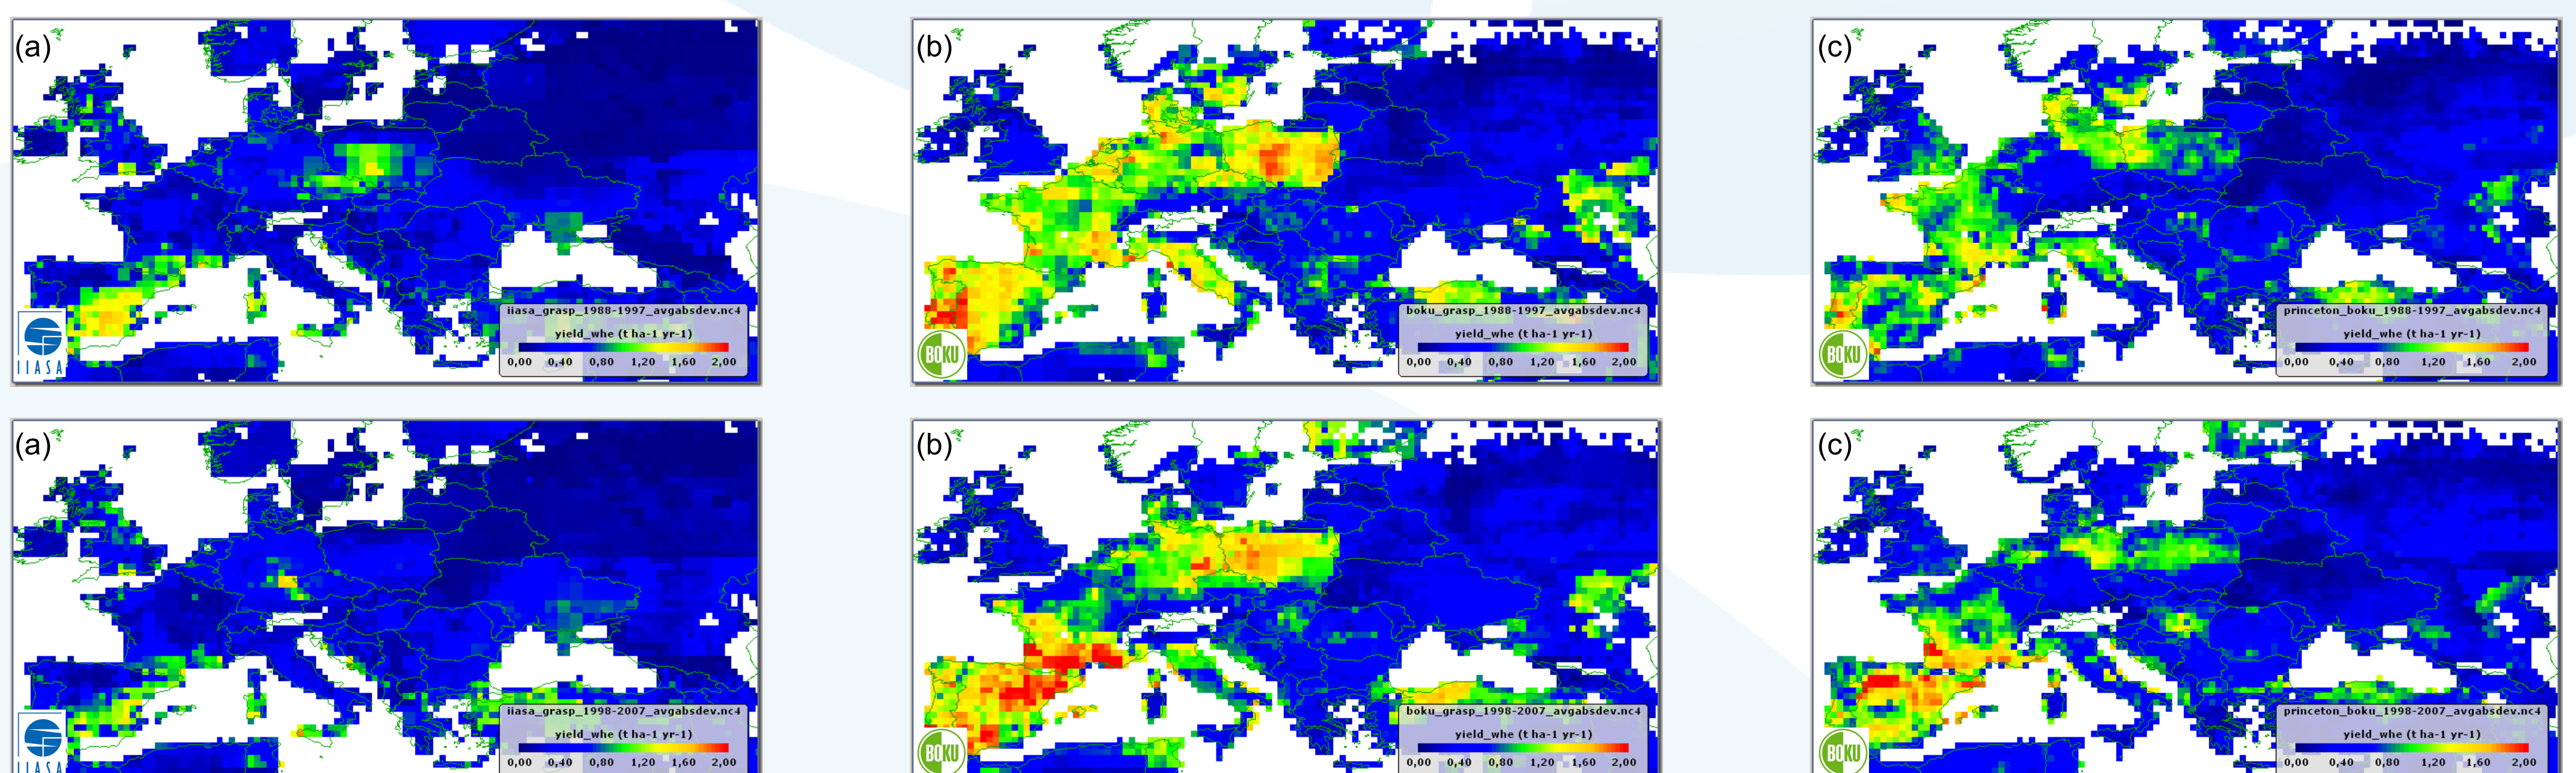 (a)
iiasa_grasp_1988-1997_avgabsdev.nc4
yield_whe (t ha-1 yr-1)
0,00 0,40 0,80 1,20 1,60 2,00
IIASA
(b)
boku_grasp_1988-1997_avgabsdev.nc4
yield_whe (t ha-1 yr-1)
0,00 0,40 0,80 1,20 1,60 2,00
BOKU
(c)
princeton_boku_1988-1997_avgabsdev.nc4
yield_whe (t ha-1 yr-1)
0,00 0,40 0,80 1,20 1,60 2,00
BOKU
(a)
iiasa_grasp_1998-2007_avgabsdev.nc4
yield_whe (t ha-1 yr-1)
0,00 0,40 0,80 1,20 1,60 2,00
IIASA
(b)
boku_grasp_1998-2007_avgabsdev.nc4
yield_whe (t ha-1 yr-1)
0,00 0,40 0,80 1,20 1,60 2,00
BOKU
(c)
princeton_boku_1998-2007_avgabsdev.nc4
yield_whe (t ha-1 yr-1)
0,00 0,40 0,80 1,20 1,60 2,00
BOKU